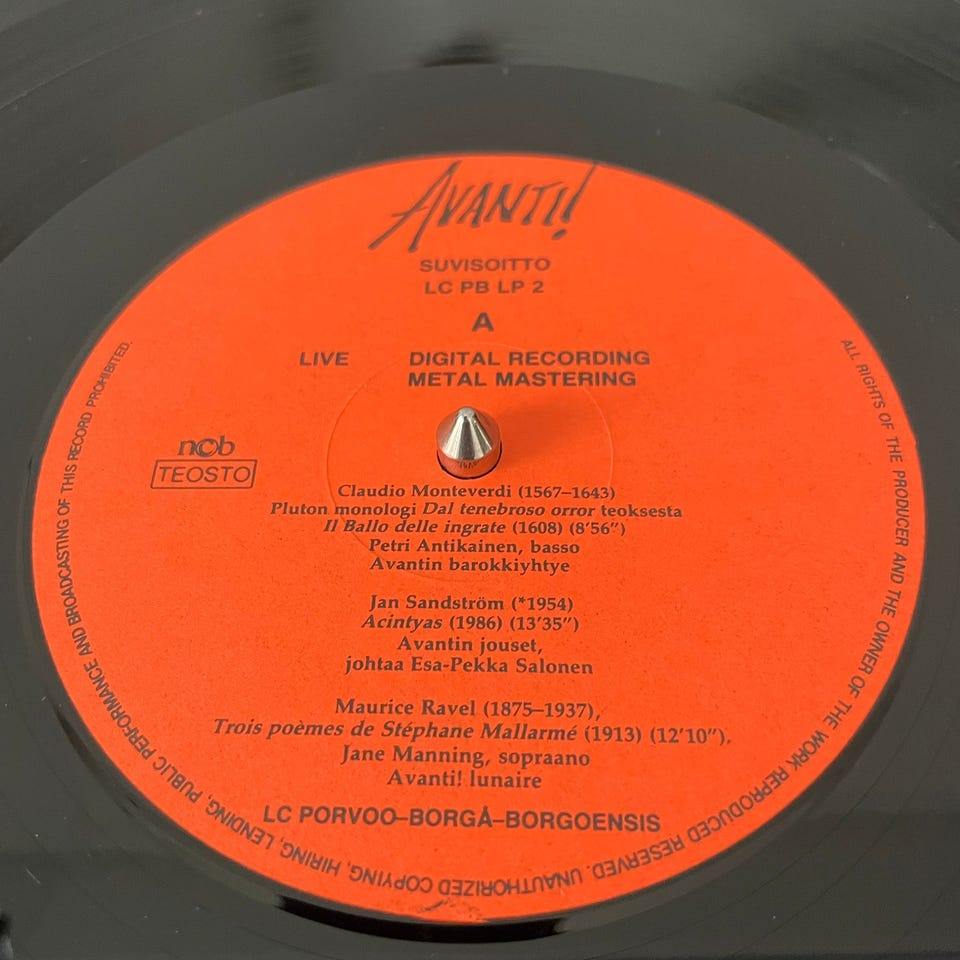 AVANTI!
SUVISOITTO
LC PB LP 2
A
LIVE DIGITAL RECORDING
METAL MASTERING
ncb
TEOSTO
Claudio Monteverdi (1567–1643)
Pluton monologi Dal tenebroso orror teoksesta
Il Ballo delle ingrate (1608) (8'56")
Petri Antikainen, basso
Avantin barokkiyhtye
Jan Sandström (*1954)
Acintyas (1986) (13'35")
Avantin jouset,
johtaa Esa-Pekka Salonen
Maurice Ravel (1875–1937),
Trois poèmes de Stéphane Mallarmé (1913) (12'10"),
Jane Manning, sopraano
Avanti! lunaire
LC PORVOO–BORGÅ–BORGOENSIS
ALL RIGHTS OF THE PRODUCER AND THE OWNER OF THE WORK REPRODUCED RESERVED. UNAUTHORIZED COPYING, HIRING, LENDING, PUBLIC PERFORMANCE AND BROADCASTING OF THIS RECORD PROHIBITED.